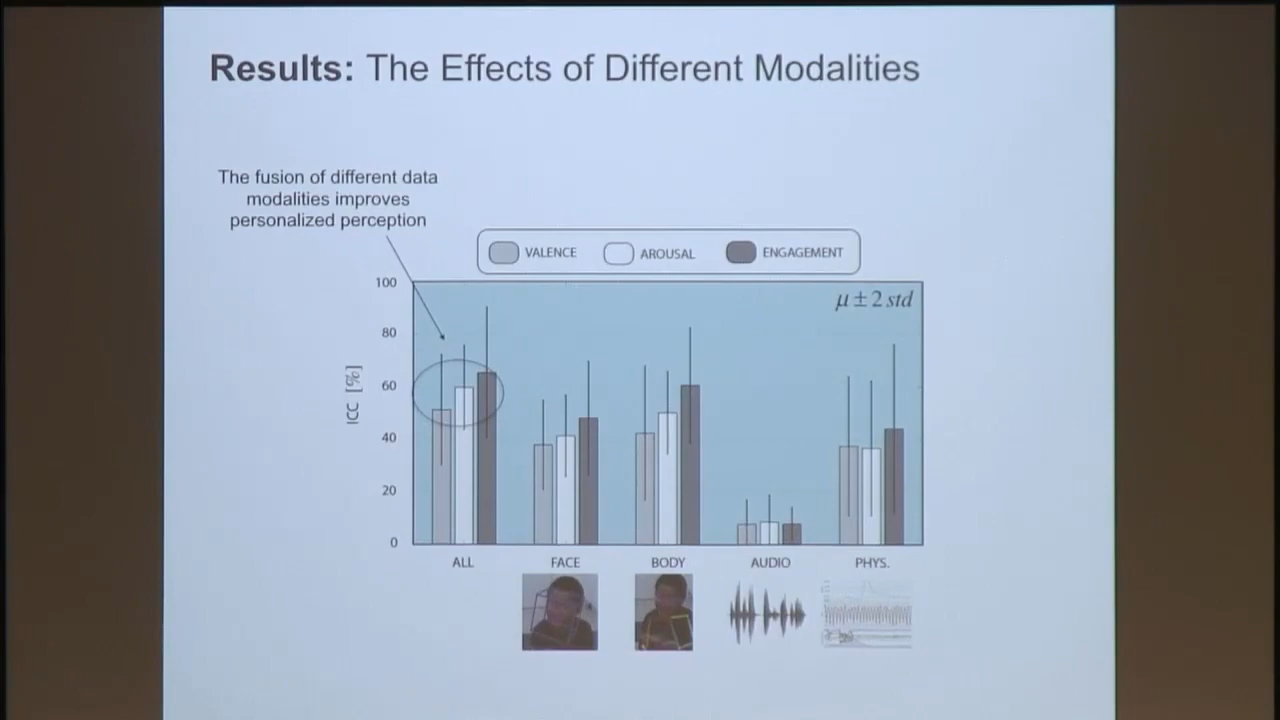 Results: The Effects of Different Modalities
The fusion of different data
modalities improves
personalized perception
VALENCE
AROUSAL
ENGAGEMENT
μ ± 2 std
100
80
60
40
20
0
ICC [%]
ALL
FACE
BODY
AUDIO
PHYS.